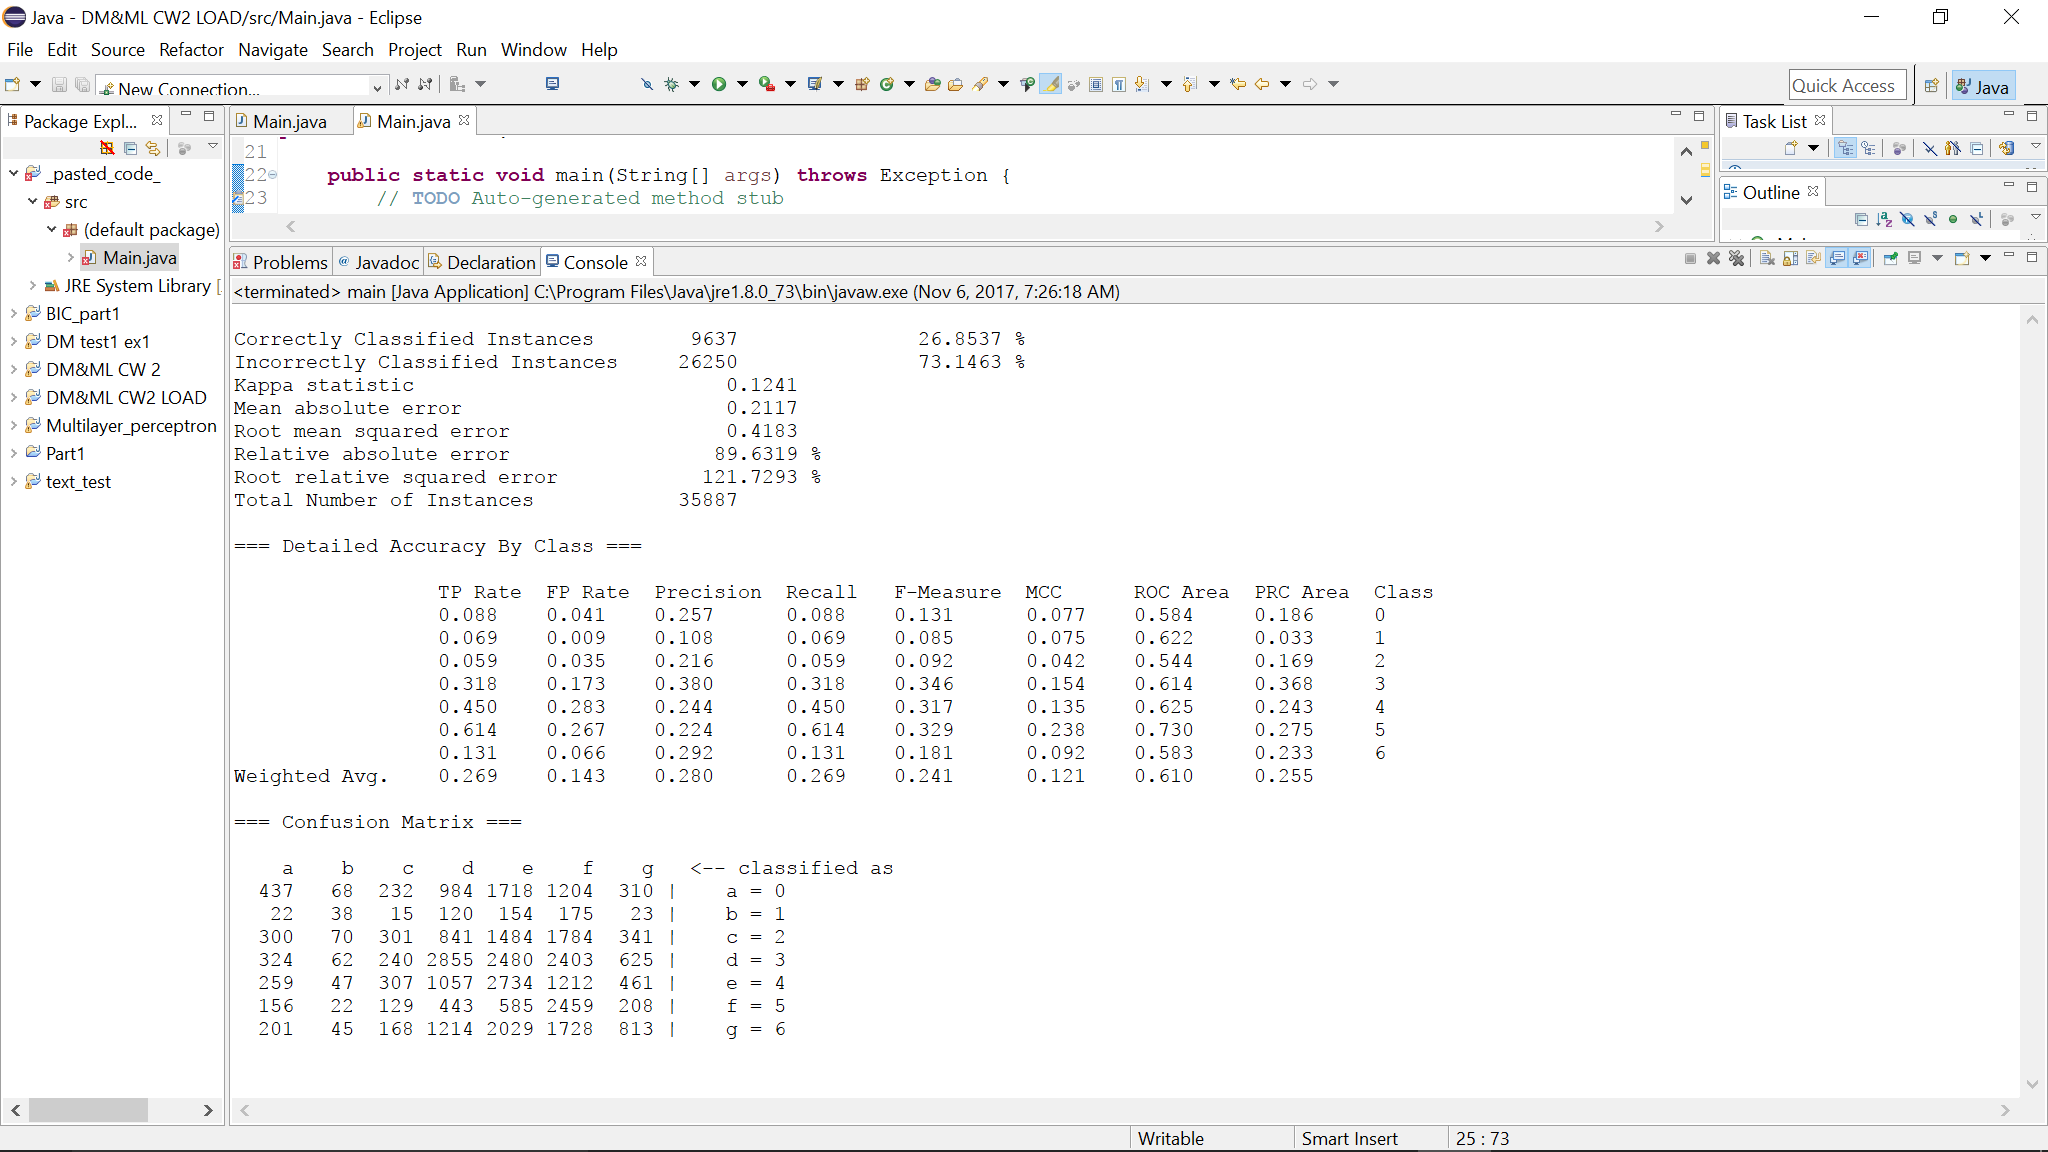 Java - DM&ML CW2 LOAD/src/Main.java - Eclipse
File Edit Source Refactor Navigate Search Project Run Window Help
New Connection...
Quick Access
Java
Package Expl...
_pasted_code_
src
(default package)
Main.java
JRE System Library [
BIC_part1
DM test1 ex1
DM&ML CW 2
DM&ML CW2 LOAD
Multilayer_perceptron
Part1
text_test
Main.java Main.java
21
22 public static void main(String[] args) throws Exception {
23 // TODO Auto-generated method stub
Task List
Outline
Problems @ Javadoc Declaration Console
<terminated> main [Java Application] C:\Program Files\Java\jre1.8.0_73\bin\javaw.exe (Nov 6, 2017, 7:26:18 AM)
Correctly Classified Instances 9637 26.8537 %
Incorrectly Classified Instances 26250 73.1463 %
Kappa statistic 0.1241
Mean absolute error 0.2117
Root mean squared error 0.4183
Relative absolute error 89.6319 %
Root relative squared error 121.7293 %
Total Number of Instances 35887
=== Detailed Accuracy By Class ===
TP Rate FP Rate Precision Recall F-Measure MCC ROC Area PRC Area Class
0.088 0.041 0.257 0.088 0.131 0.077 0.584 0.186 0
0.069 0.009 0.108 0.069 0.085 0.075 0.622 0.033 1
0.059 0.035 0.216 0.059 0.092 0.042 0.544 0.169 2
0.318 0.173 0.380 0.318 0.346 0.154 0.614 0.368 3
0.450 0.283 0.244 0.450 0.317 0.135 0.625 0.243 4
0.614 0.267 0.224 0.614 0.329 0.238 0.730 0.275 5
0.131 0.066 0.292 0.131 0.181 0.092 0.583 0.233 6
Weighted Avg. 0.269 0.143 0.280 0.269 0.241 0.121 0.610 0.255
=== Confusion Matrix ===
a b c d e f g <-- classified as
437 68 232 984 1718 1204 310 | a = 0
22 38 15 120 154 175 23 | b = 1
300 70 301 841 1484 1784 341 | c = 2
324 62 240 2855 2480 2403 625 | d = 3
259 47 307 1057 2734 1212 461 | e = 4
156 22 129 443 585 2459 208 | f = 5
201 45 168 1214 2029 1728 813 | g = 6
Writable Smart Insert 25 : 73